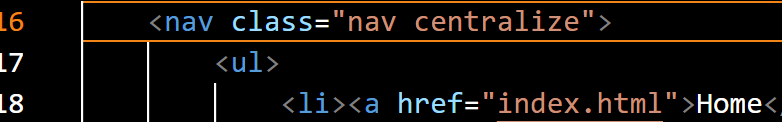 16 <nav class="nav centralize">
17 <ul>
18 <li><a href="index.html">Home<